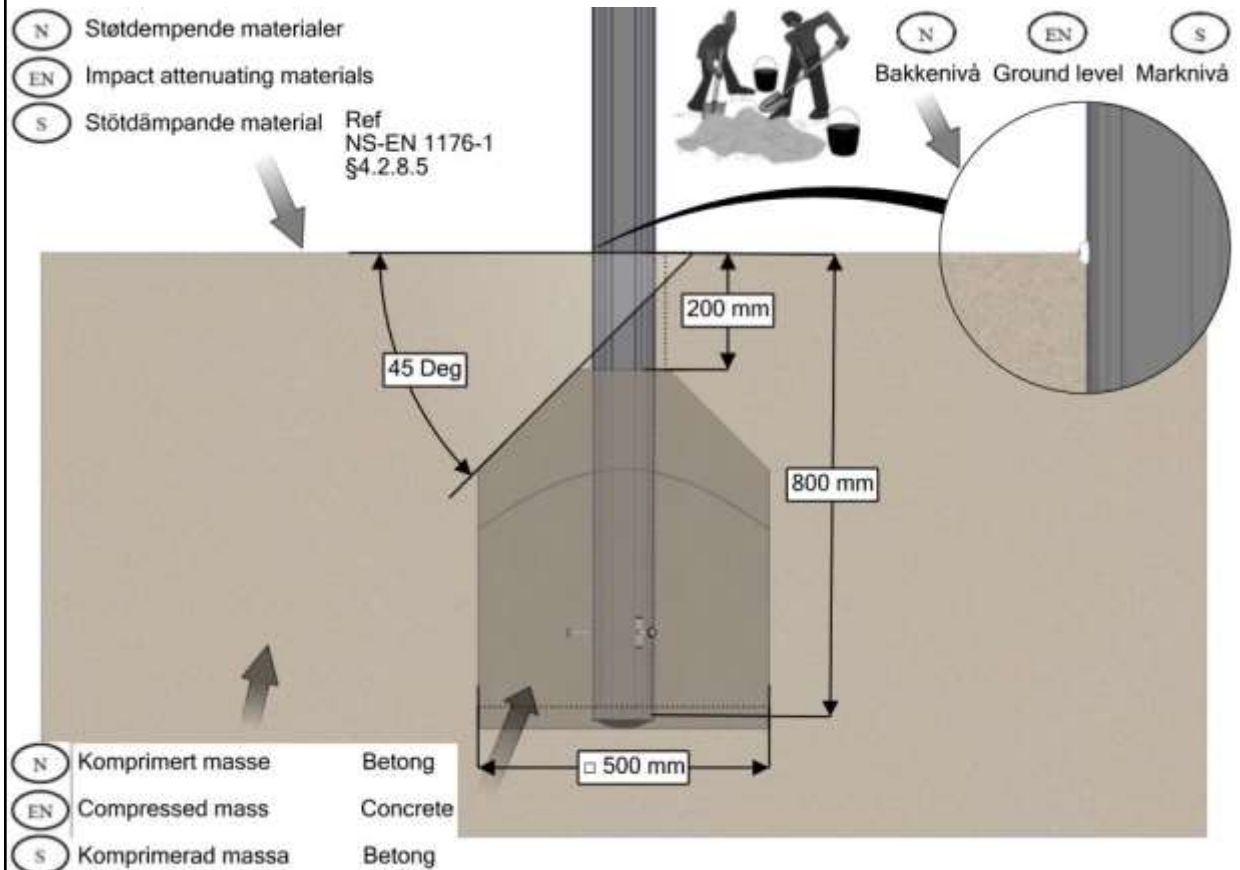 N Støtdempende materialer
EN Impact attenuating materials
S Stötdämpande material
Ref
NS-EN 1176-1
§4.2.8.5
N EN S
Bakkenivå Ground level Marknivå
200 mm
45 Deg
800 mm
□ 500 mm
N Komprimert masse Betong
EN Compressed mass Concrete
S Komprimerad massa Betong